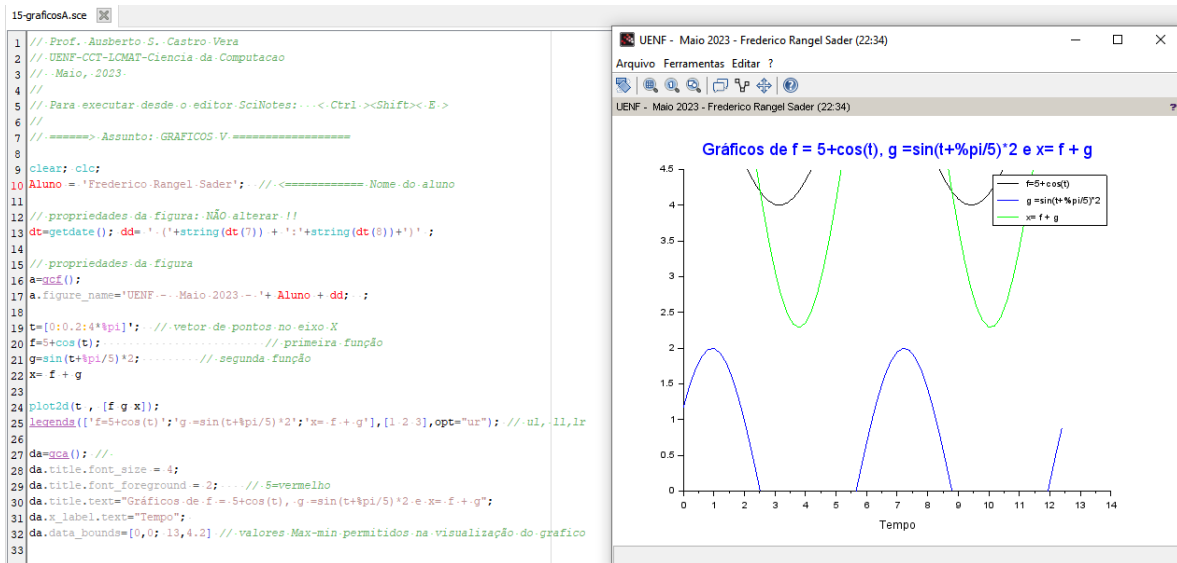 15-graficosA.sce
1 // Prof. Ausberto S. Castro Vera
2 // UENF-CCT-LCMAT-Ciencia da Computacao
3 // Maio, 2023
4 //
5 // Para executar desde o editor SciNotes: < Ctrl ><Shift>< E >
6 //
7 // ======> Assunto: GRAFICOS V ==================
8
9 clear; clc;
10 Aluno = 'Frederico Rangel Sader'; // <============ Nome do aluno
11
12 // propriedades da figura: NÃO alterar !!
13 dt=getdate(); dd= ' ('+string(dt(7)) + ':'+string(dt(8))+')' ;
14
15 // propriedades da figura
16 a=gcf();
17 a.figure_name='UENF - Maio 2023 - '+ Aluno + dd; ;
18
19 t=[0:0.2:4*%pi]'; // vetor de pontos no eixo X
20 f=5+cos(t); // primeira função
21 g=sin(t+%pi/5)*2; // segunda função
22 x= f + g
23
24 plot2d(t , [f g x]);
25 legends(['f=5+cos(t)';'g =sin(t+%pi/5)*2';'x= f + g'],[1 2 3],opt="ur"); // ul, ll,lr
26
27 da=gca(); //
28 da.title.font_size = 4;
29 da.title.font_foreground = 2; // 5=vermelho
30 da.title.text="Gráficos de f = 5+cos(t), g =sin(t+%pi/5)*2 e x= f + g";
31 da.x_label.text="Tempo";
32 da.data_bounds=[0,0; 13,4.2] // valores Max-min permitidos na visualização do grafico
33
UENF - Maio 2023 - Frederico Rangel Sader (22:34)
Arquivo Ferramentas Editar ?
UENF - Maio 2023 - Frederico Rangel Sader (22:34) ?
Gráficos de f = 5+cos(t), g =sin(t+%pi/5)*2 e x= f + g
4.5
4
3.5
3
2.5
2
1.5
1
0.5
0
f=5+cos(t)
g =sin(t+%pi/5)*2
x= f + g
0 1 2 3 4 5 6 7 8 9 10 11 12 13 14
Tempo